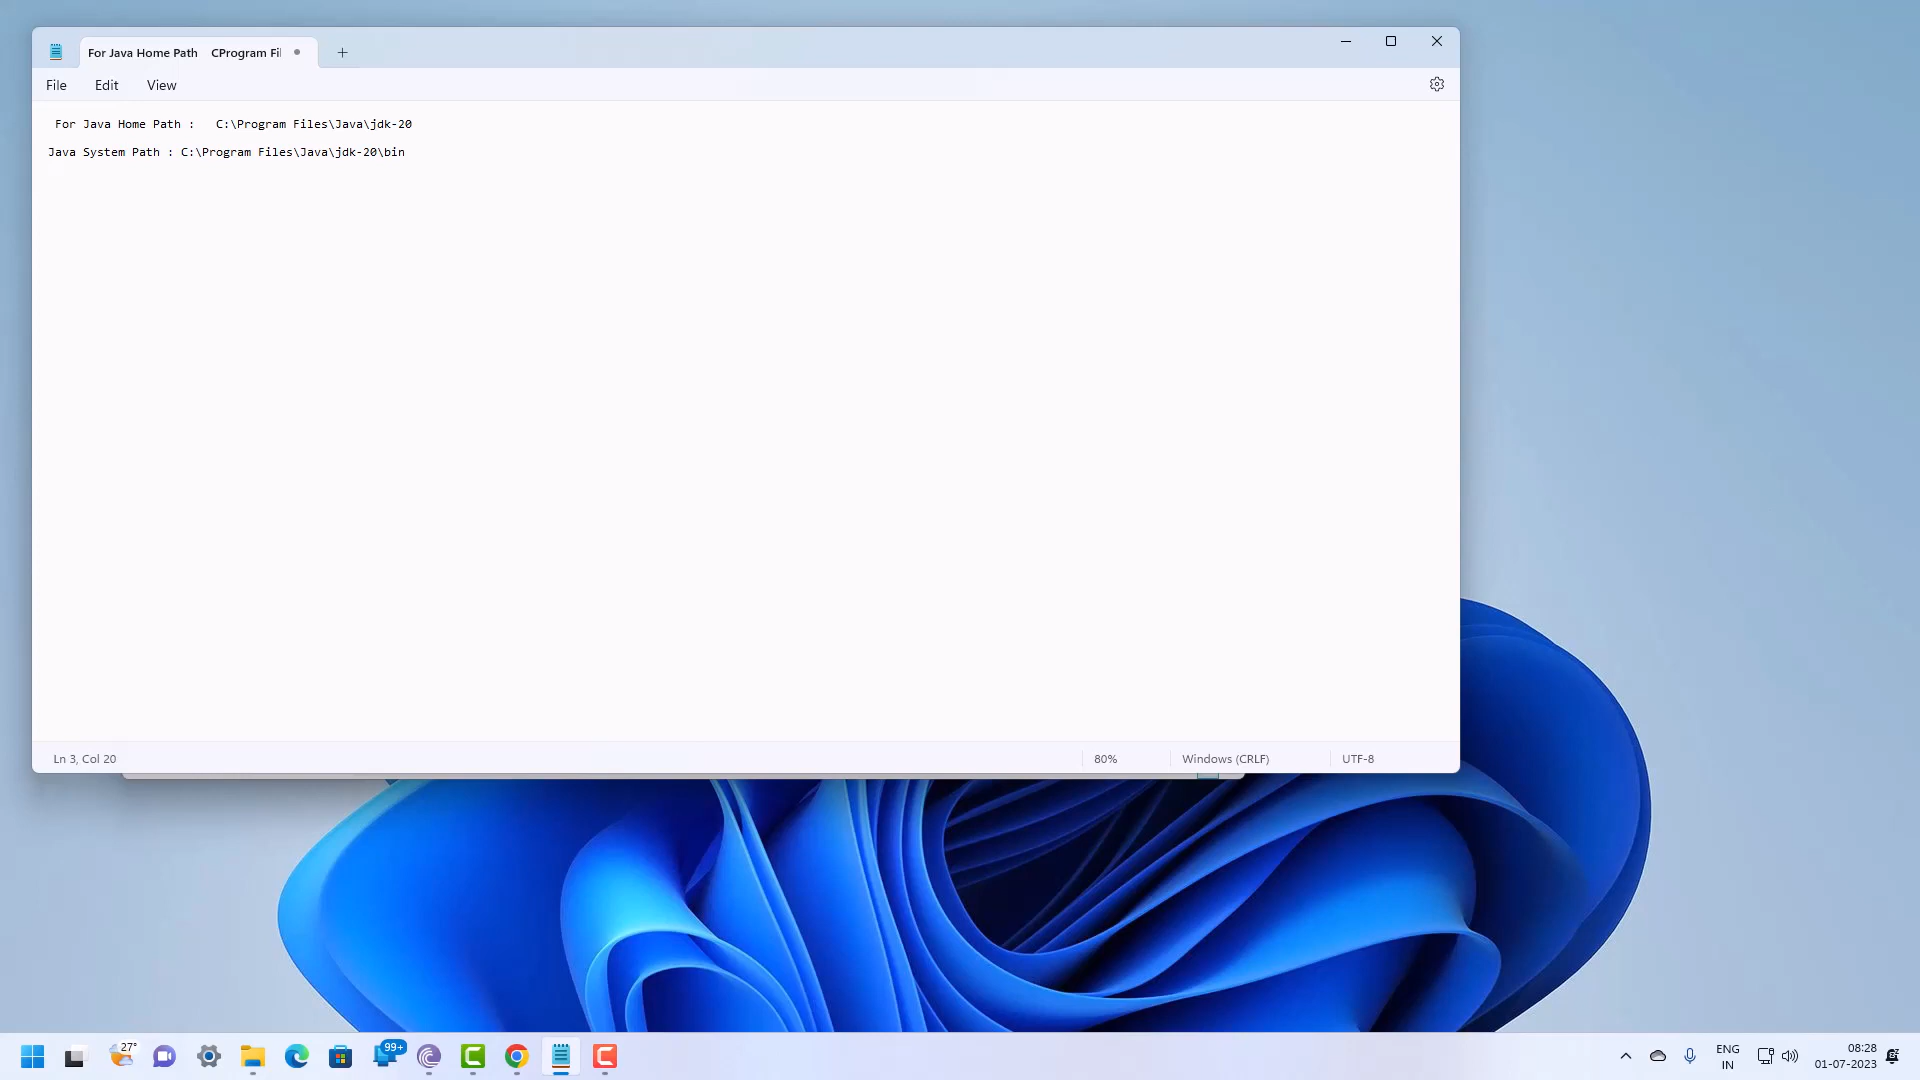 For Java Home Path    CProgram Fi
File
Edit
View
For Java Home Path :   C:\Program Files\Java\jdk-20
Java System Path : C:\Program Files\Java\jdk-20\bin
Ln 3, Col 20
80%
Windows (CRLF)
UTF-8
27°
99+
ENG
IN
08:28
01-07-2023